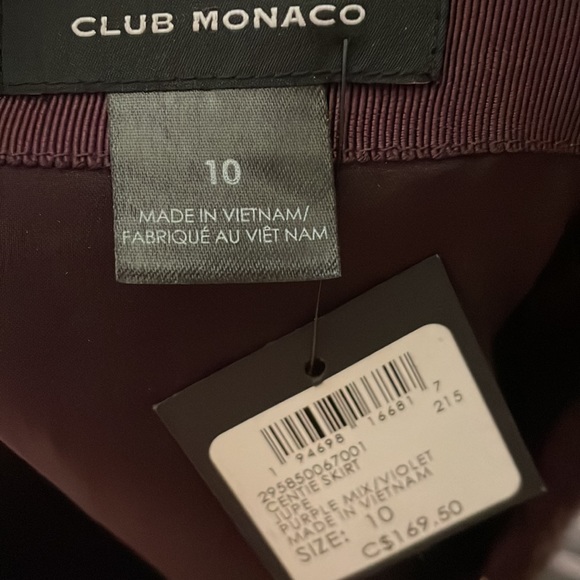 CLUB MONACO
10
MADE IN VIETNAM/
FABRIQUÉ AU VIÊT NAM
1 94698 16681 7
215
295850067001
GENTIE SKIRT
JUPE
PURPLE MIX/VIOLET
MADE IN VIETNAM
SIZE: 10
C$169.50